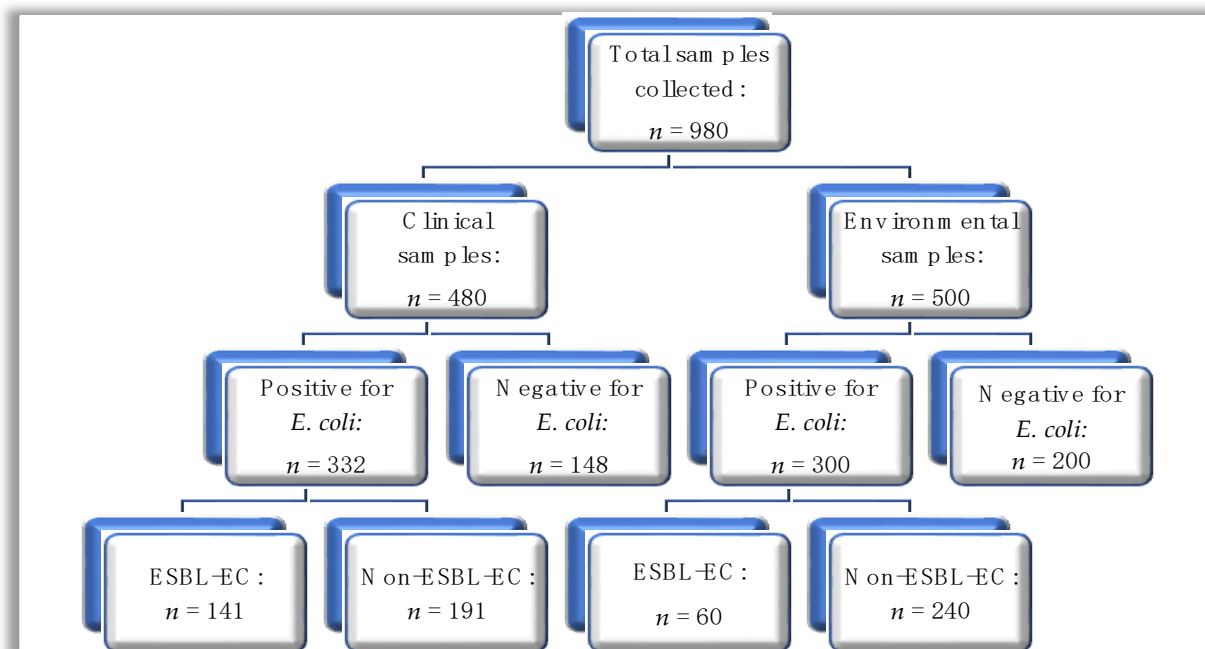 Total samples
collected:
n = 980
Clinical
samples:
n = 480
Environmental
samples:
n = 500
Positive for
E. coli:
n = 332
Negative for
E. coli:
n = 148
Positive for
E. coli:
n = 300
Negative for
E. coli:
n = 200
ESBL-EC:
n = 141
Non-ESBL-EC:
n = 191
ESBL-EC:
n = 60
Non-ESBL-EC:
n = 240